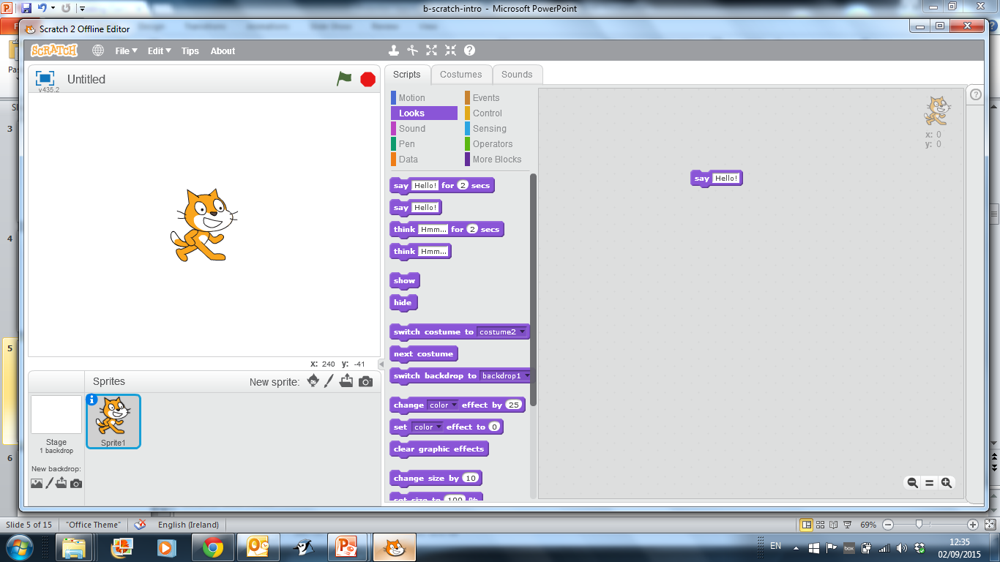 b-scratch-intro - Microsoft PowerPoint
Scratch 2 Offline Editor
SCRATCH File Edit Tips About
Untitled
v435.2
Scripts Costumes Sounds
Motion Events
Looks Control
Sound Sensing
Pen Operators
Data More Blocks
say Hello! for 2 secs
say Hello!
think Hmm... for 2 secs
think Hmm...
show
hide
switch costume to costume2
next costume
switch backdrop to backdrop1
change color effect by 25
set color effect to 0
clear graphic effects
change size by 10
set size to 100 %
say Hello!
x: 0
y: 0
x: 240 y: -41
Sprites New sprite:
Sprite1
Stage
1 backdrop
New backdrop:
3
4
5
6
Slide 5 of 15 "Office Theme" English (Ireland) 69%
EN 12:35
02/09/2015